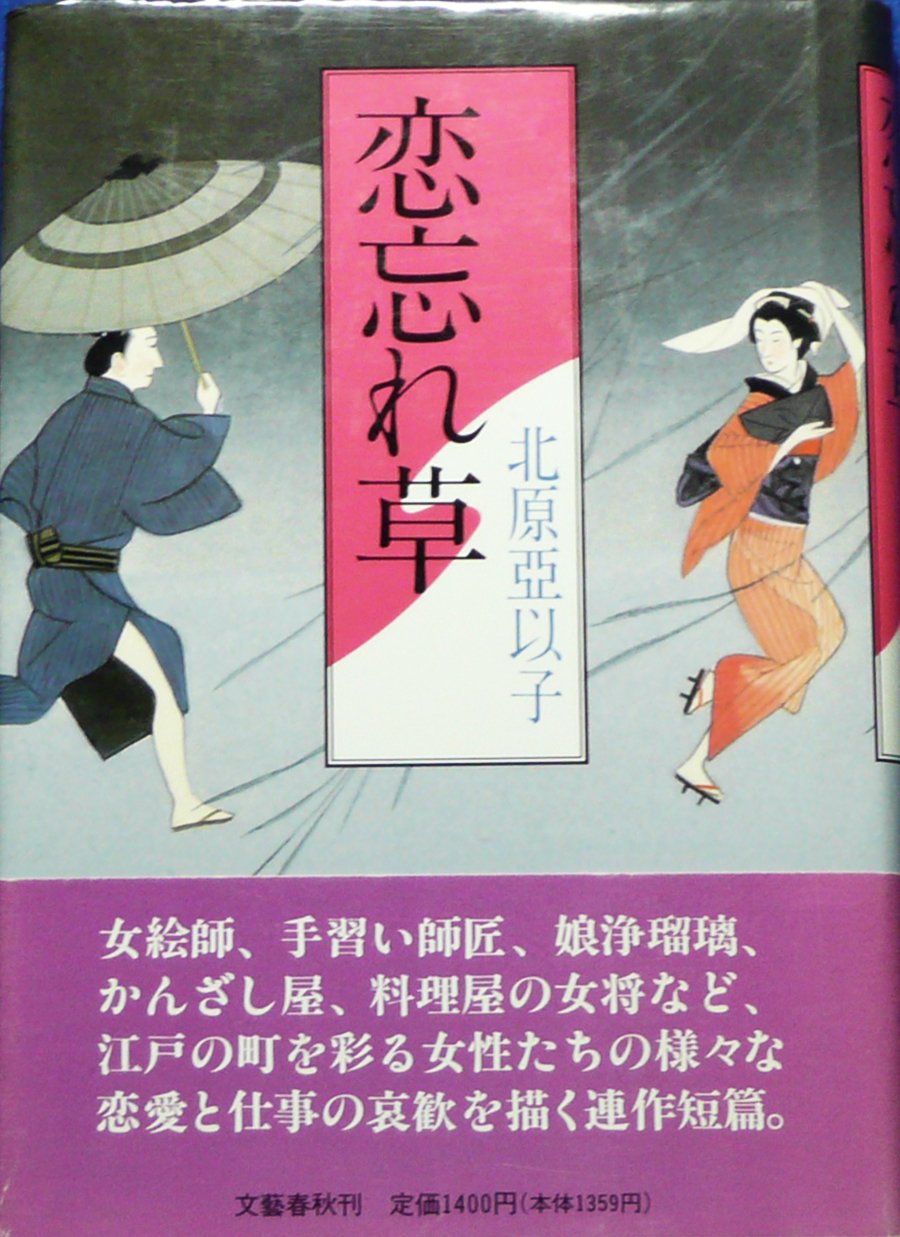 恋忘れ草
北原亞以子
女絵師、手習い師匠、娘浄瑠璃、
かんざし屋、料理屋の女将など、
江戸の町を彩る女性たちの様々な
恋愛と仕事の哀歓を描く連作短篇。
文藝春秋刊 定価1400円(本体1359円)